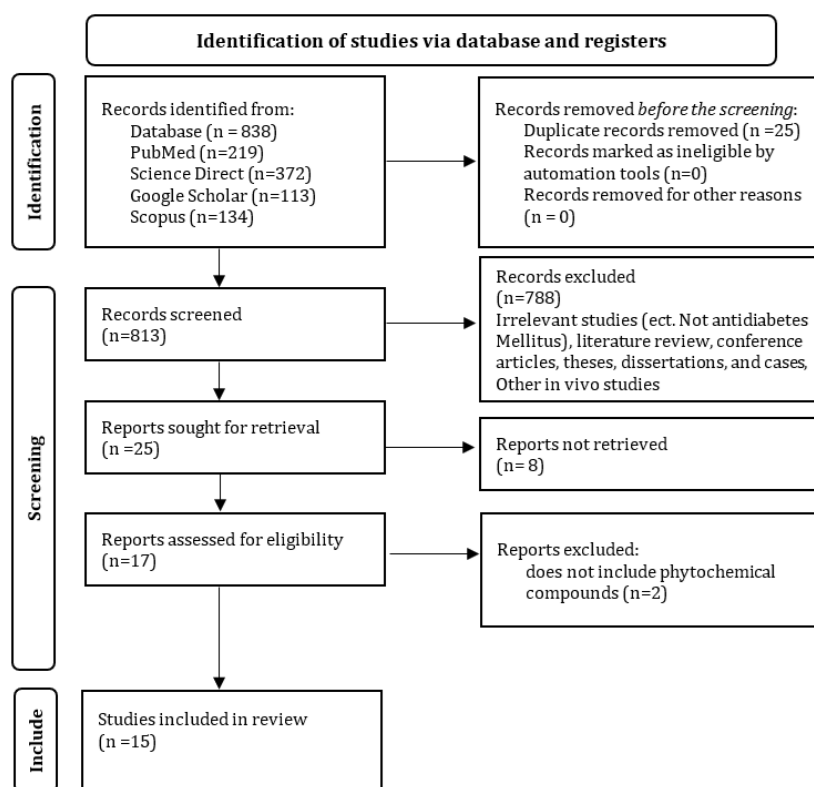 Identification of studies via database and registers
Identification
Records identified from:
Database (n = 838)
PubMed (n=219)
Science Direct (n=372)
Google Scholar (n=113)
Scopus (n=134)
Records removed before the screening:
Duplicate records removed (n =25)
Records marked as ineligible by
automation tools (n=0)
Records removed for other reasons
(n = 0)
Screening
Records screened
(n=813)
Records excluded
(n=788)
Irrelevant studies (ect. Not antidiabetes
Mellitus), literature review, conference
articles, theses, dissertations, and cases,
Other in vivo studies
Reports sought for retrieval
(n =25)
Reports not retrieved
(n= 8)
Reports assessed for eligibility
(n=17)
Reports excluded:
does not include phytochemical
compounds (n=2)
Include
Studies included in review
(n =15)